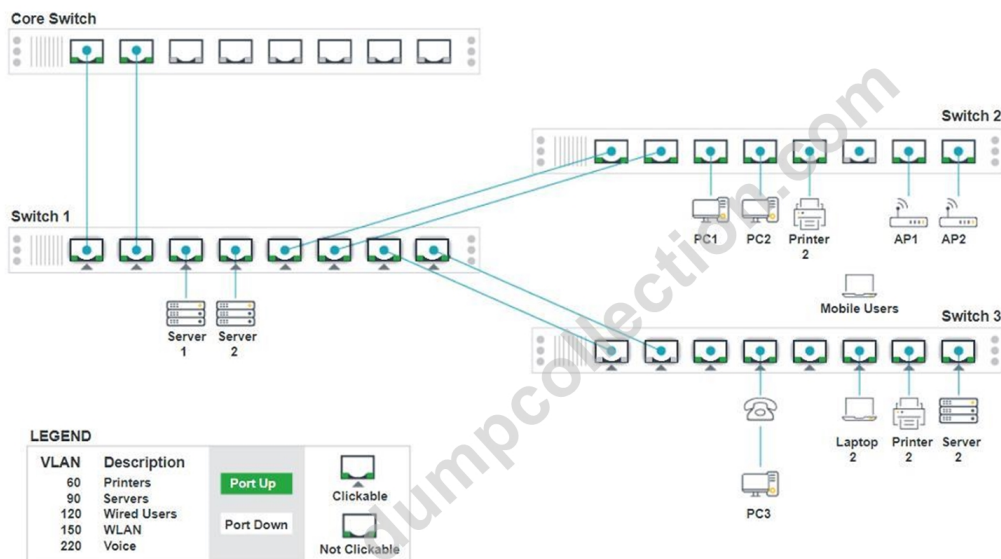 Core Switch
Switch 2
PC1 PC2 Printer 2 AP1 AP2
Switch 1
Server 1
Server 2
Mobile Users
Switch 3
Laptop 2
Printer 2
Server 2
PC3
LEGEND
VLAN Description
60 Printers
90 Servers
120 Wired Users
150 WLAN
220 Voice
Port Up
Port Down
Clickable
Not Clickable
dumpcollection.com